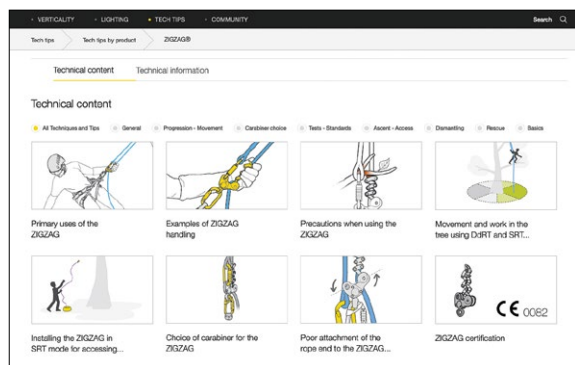 VERTICALITY LIGHTING TECH TIPS COMMUNITY Search
Tech tips Tech tips by product ZIGZAG®
Technical content Technical information
Technical content
All Techniques and Tips General Progression - Movement Carabiner choice Tests - Standards Ascent - Access Dismantling Rescue Basics
Primary uses of the
ZIGZAG
Examples of ZIGZAG
handling
Precautions when using the
ZIGZAG
Movement and work in the
tree using DdRT and SRT...
CE 0082
Installing the ZIGZAG in
SRT mode for accessing...
Choice of carabiner for the
ZIGZAG
Poor attachment of the
rope end to the ZIGZAG...
ZIGZAG certification